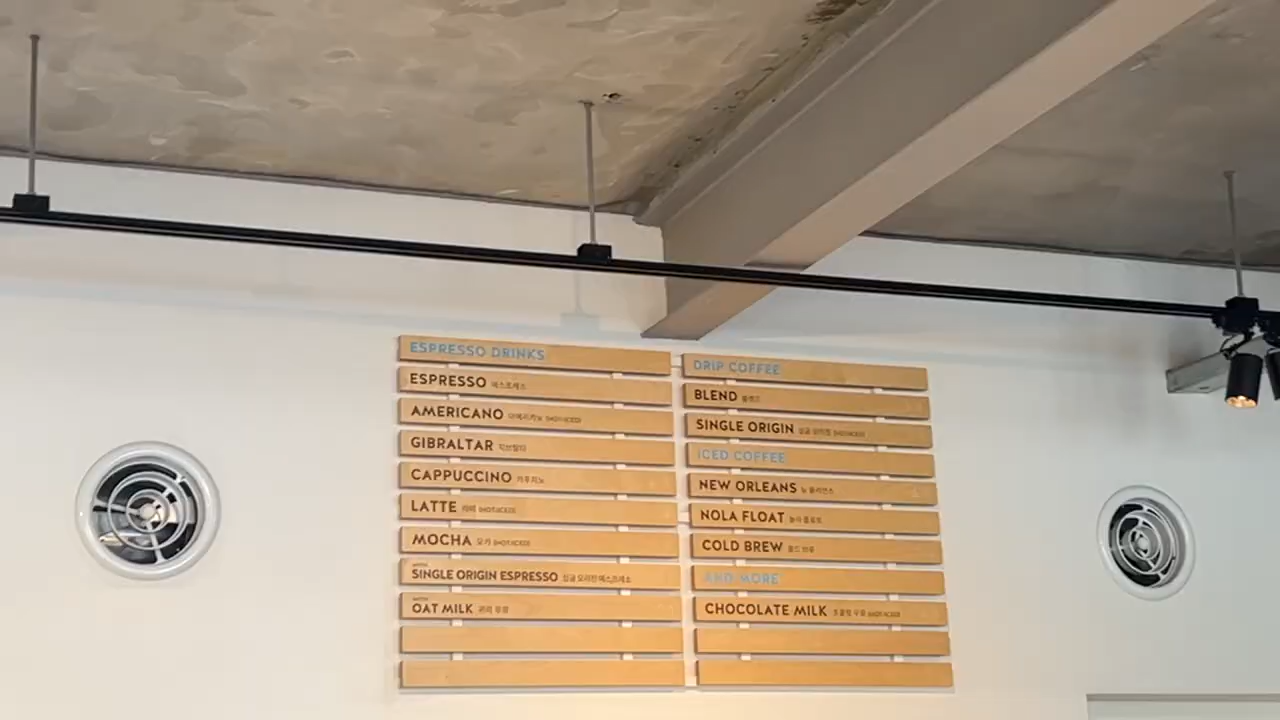 ESPRESSO DRINKS
ESPRESSO 에스프레소
AMERICANO 아메리카노 (HOT/ICED)
GIBRALTAR 지브랄타
CAPPUCCINO 카푸치노
LATTE 라떼 (HOT/ICED)
MOCHA 모카 (HOT/ICED)
SINGLE ORIGIN ESPRESSO 싱글 오리진 에스프레소
OAT MILK 귀리 우유
DRIP COFFEE
BLEND 블렌드
SINGLE ORIGIN 싱글 오리진 (HOT/ICED)
ICED COFFEE
NEW ORLEANS 뉴 올리언스
NOLA FLOAT 놀라 플로트
COLD BREW 콜드 브루
AND MORE
CHOCOLATE MILK 초콜릿 우유 (HOT/ICED)